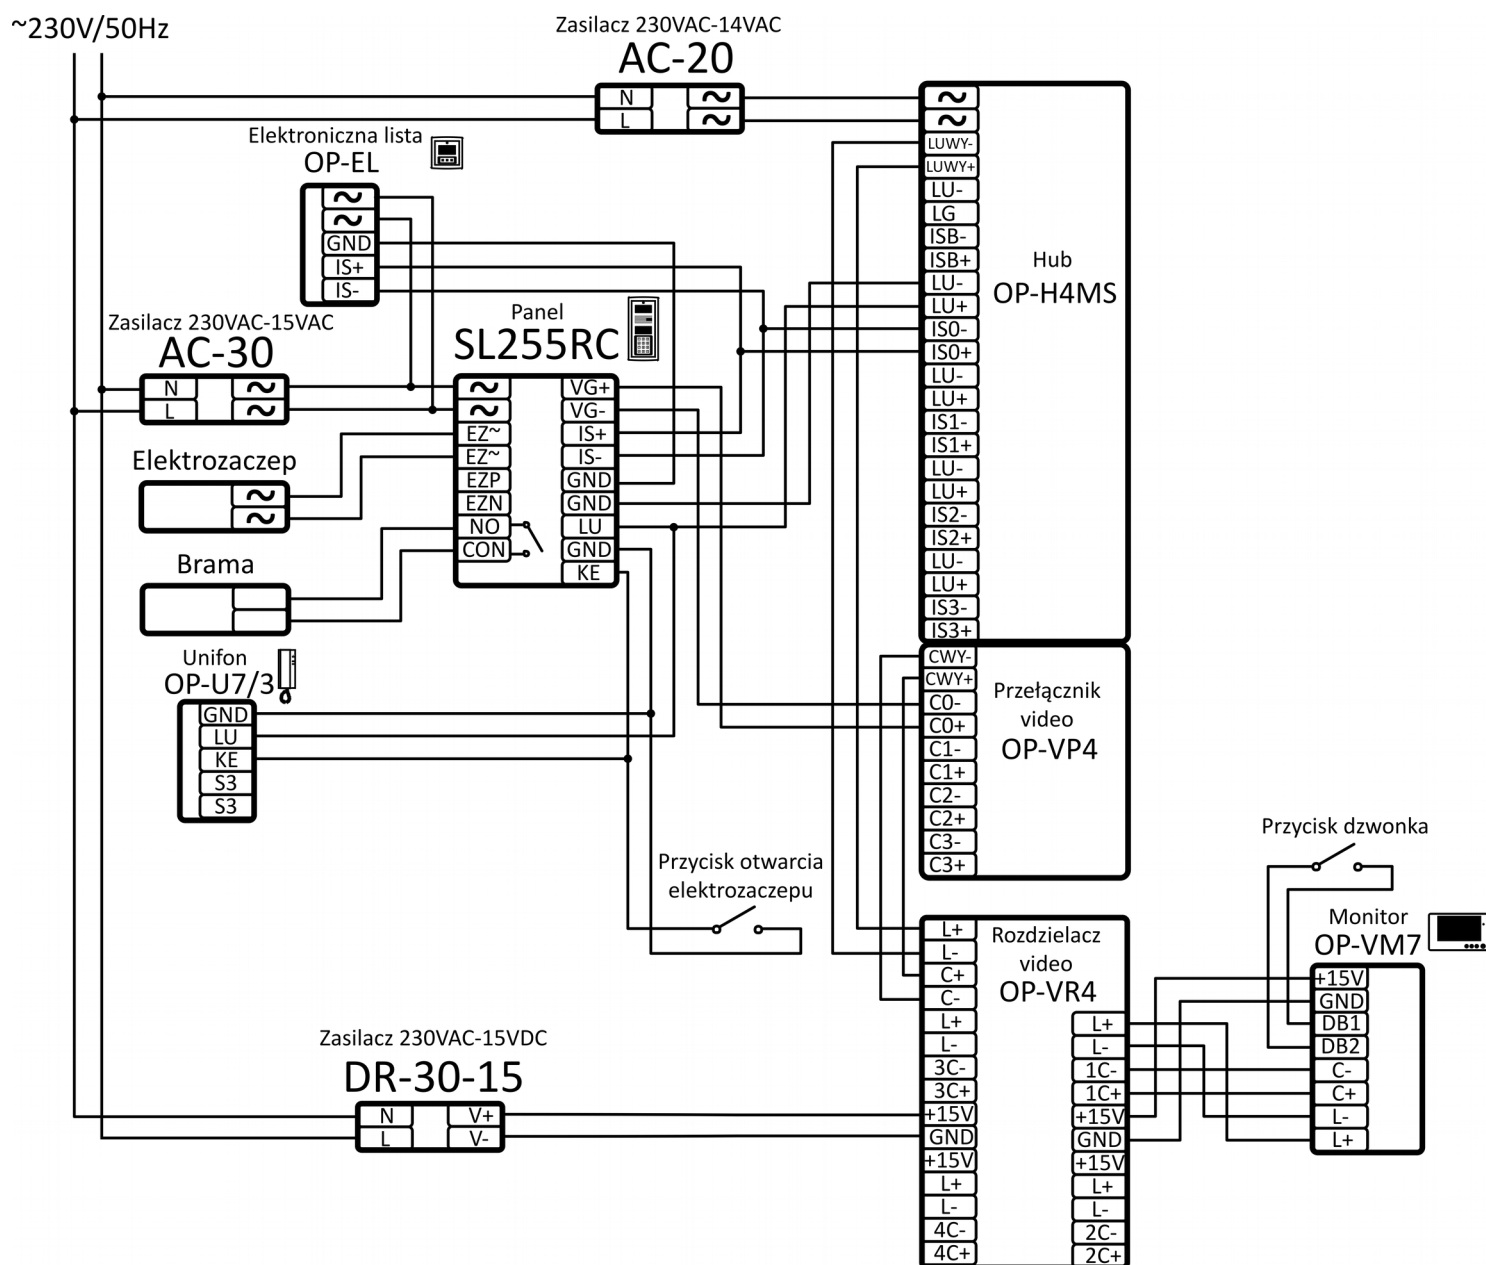 ~230V/50Hz
Zasilacz 230VAC-14VAC
AC-20
N
L
~
~
Elektroniczna lista
OP-EL
~
~
GND
IS+
IS-
Zasilacz 230VAC-15VAC
AC-30
N
L
~
~
Elektrozaczep
~
~
Brama
Panel
SL255RC
~
~
EZ~
EZ~
EZP
EZN
NO
CON
VG+
VG-
IS+
IS-
GND
GND
LU
GND
KE
Unifon
OP-U7/3
GND
LU
KE
S3
S3
Przycisk otwarcia
elektrozaczepu
Zasilacz 230VAC-15VDC
DR-30-15
N
L
V+
V-
~
~
LUWY-
LUWY+
LU-
LG
ISB-
ISB+
LU-
LU+
IS0-
IS0+
LU-
LU+
IS1-
IS1+
LU-
LU+
IS2-
IS2+
LU-
LU+
IS3-
IS3+
Hub
OP-H4MS
CWY-
CWY+
C0-
C0+
C1-
C1+
C2-
C2+
C3-
C3+
Przełącznik
video
OP-VP4
L+
L-
C+
C-
L+
L-
3C-
3C+
+15V
GND
+15V
L+
L-
4C-
4C+
Rozdzielacz
video
OP-VR4
L+
L-
1C-
1C+
+15V
GND
+15V
L+
L-
2C-
2C+
Przycisk dzwonka
Monitor
OP-VM7
+15V
GND
DB1
DB2
C-
C+
L-
L+